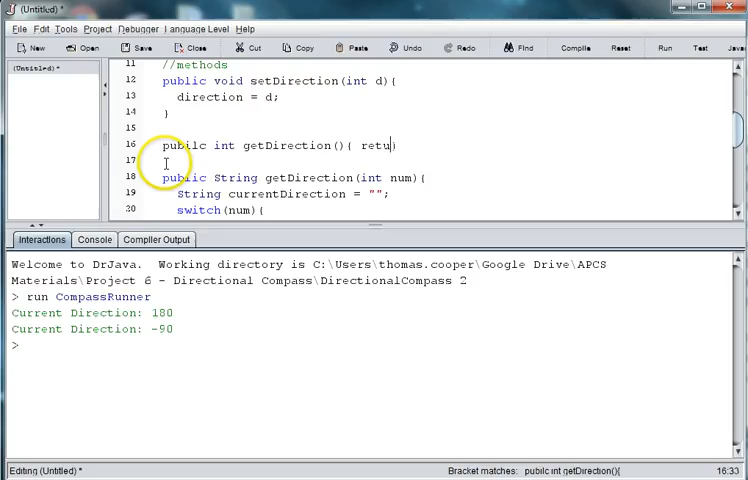 (Untitled) *
File Edit Tools Project Debugger Language Level Help
New Open Save Close Cut Copy Paste Undo Redo Find Compile Reset Run Test Java
(Untitled) *
11 //methods
12 public void setDirection(int d){
13 direction = d;
14 }
15
16 pubilc int getDirection(){ retu}
17
18 public String getDirection(int num){
19 String currentDirection = "";
20 switch(num){
Interactions Console Compiler Output
Welcome to DrJava. Working directory is C:\Users\thomas.cooper\Google Drive\APCS
Materials\Project 6 - Directional Compass\DirectionalCompass 2
> run CompassRunner
Current Direction: 180
Current Direction: -90
>
Editing (Untitled) * Bracket matches: pubilc int getDirection(){ 16:33